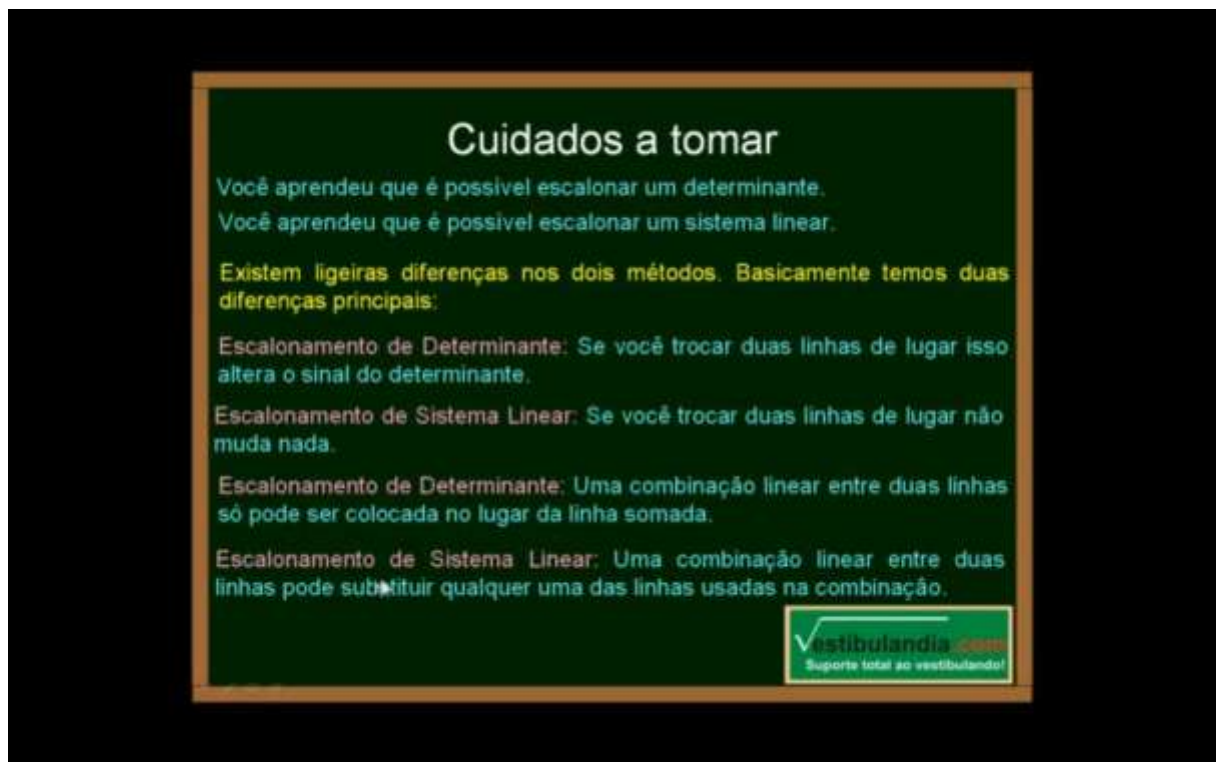 Cuidados a tomar
Você aprendeu que é possível escalonar um determinante.
Você aprendeu que é possível escalonar um sistema linear.
Existem ligeiras diferenças nos dois métodos. Basicamente temos duas
diferenças principais:
Escalonamento de Determinante: Se você trocar duas linhas de lugar isso
altera o sinal do determinante.
Escalonamento de Sistema Linear: Se você trocar duas linhas de lugar não
muda nada.
Escalonamento de Determinante: Uma combinação linear entre duas linhas
só pode ser colocada no lugar da linha somada.
Escalonamento de Sistema Linear: Uma combinação linear entre duas
linhas pode substituir qualquer uma das linhas usadas na combinação.
Vestibulandia.com
Suporte total ao vestibulando!